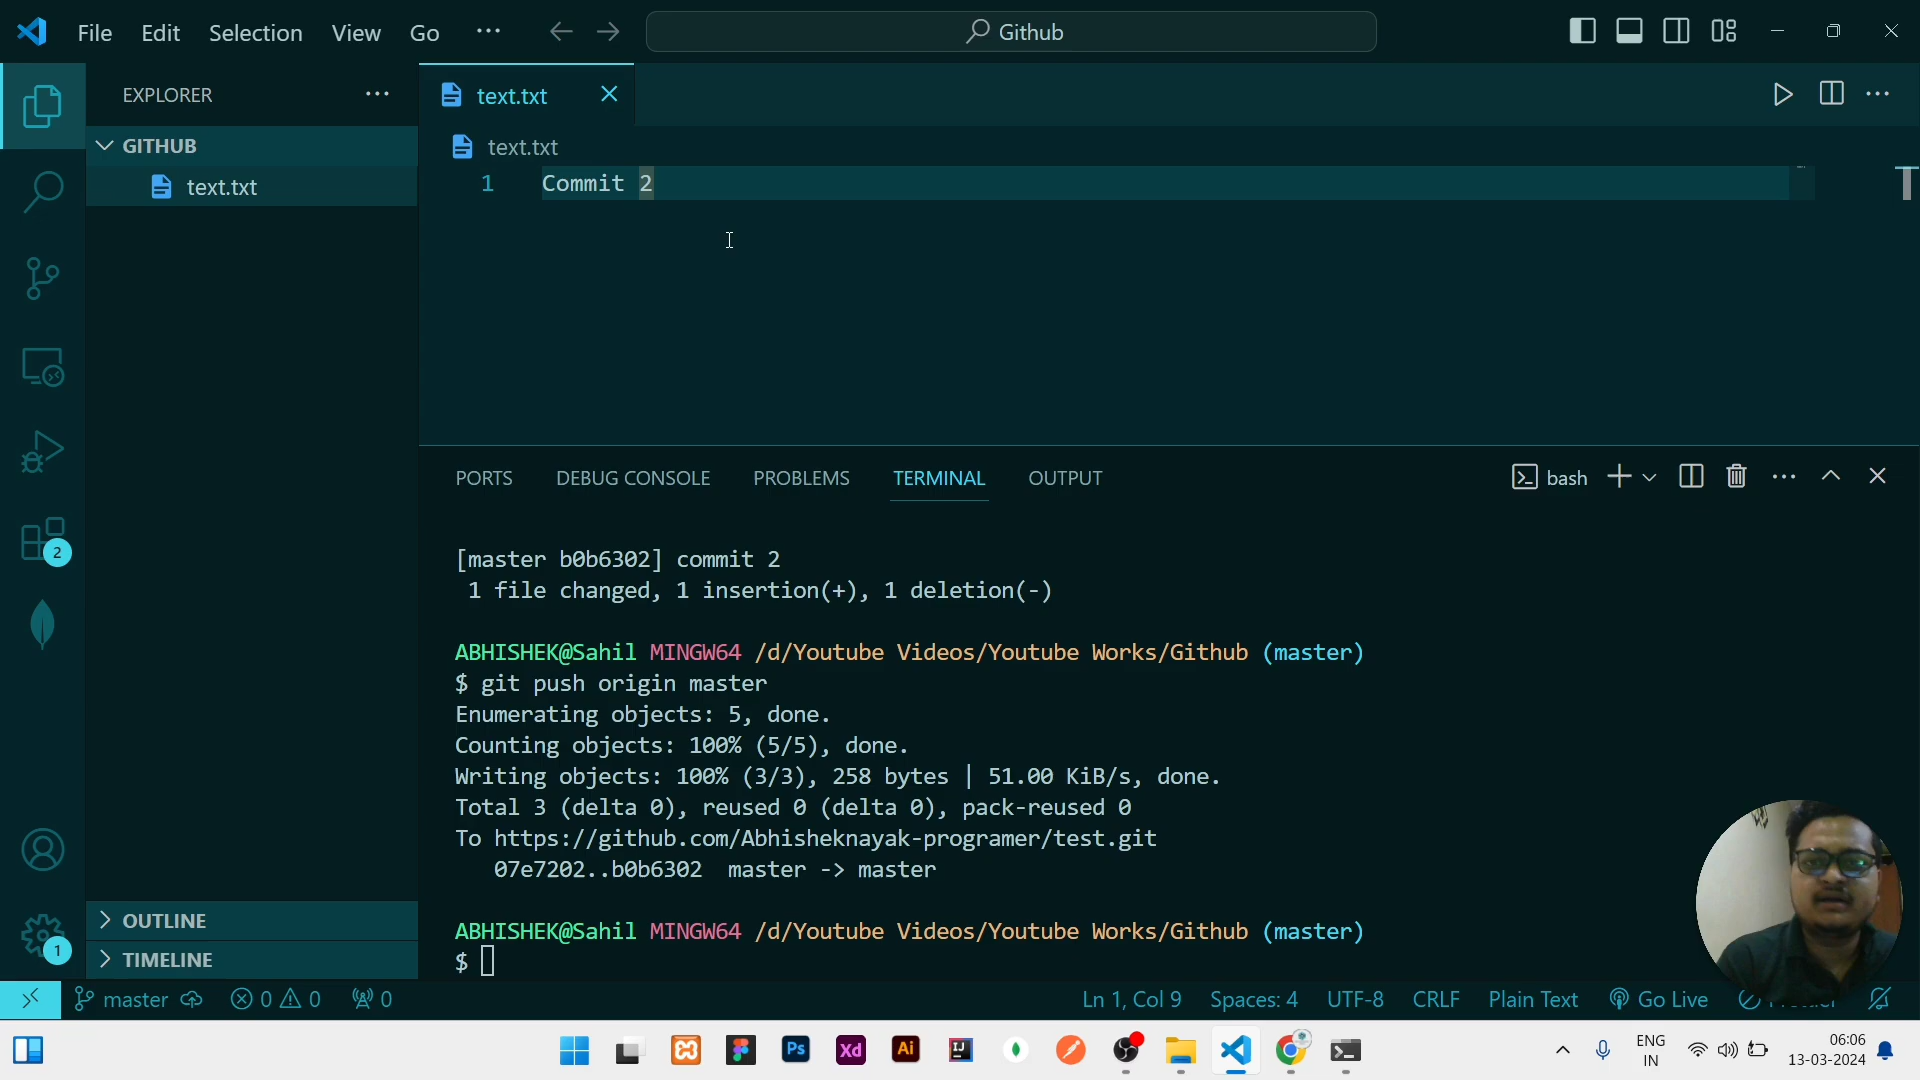 File Edit Selection View Go ··· Github
EXPLORER ···
GITHUB
text.txt
text.txt
text.txt
1 Commit 2
2
PORTS DEBUG CONSOLE PROBLEMS TERMINAL OUTPUT bash
[master b0b6302] commit 2
1 file changed, 1 insertion(+), 1 deletion(-)
ABHISHEK@Sahil MINGW64 /d/Youtube Videos/Youtube Works/Github (master)
$ git push origin master
Enumerating objects: 5, done.
Counting objects: 100% (5/5), done.
Writing objects: 100% (3/3), 258 bytes | 51.00 KiB/s, done.
Total 3 (delta 0), reused 0 (delta 0), pack-reused 0
To https://github.com/Abhisheknayak-programer/test.git
07e7202..b0b6302 master -> master
ABHISHEK@Sahil MINGW64 /d/Youtube Videos/Youtube Works/Github (master)
$
OUTLINE
1
TIMELINE
master 0 0 0 Ln 1, Col 9 Spaces: 4 UTF-8 CRLF Plain Text Go Live
Ps Xd Ai IJ
ENG
IN
06:06
13-03-2024